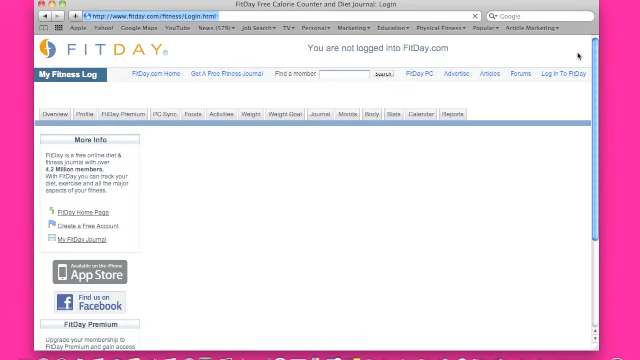 FitDay Free Calorie Counter and Diet Journal: Login
http://www.fitday.com/fitness/Login.html
Google
Apple Yahoo! Google Maps YouTube News Shopping TV Personal Marketing Education Physical Fitness Popular Article Marketing
FITDAY
You are not logged into FitDay.com
My Fitness Log
FitDay.com Home Get A Free Fitness Journal Find a member Search FitDay PC Advertise Articles Forums Log In To FitDay
Overview Profile FitDay Premium PC Sync Foods Activities Weight Weight Goal Journal Moods Body Stats Calendar Reports
More Info
FitDay is a free online diet &
fitness journal with over
4.2 Million members.
With FitDay you can track your
diet, exercise and all the major
aspects of your fitness.
FitDay Home Page
Create a Free Account
My FitDay Journal
Available on the iPhone
App Store
Find us on
Facebook
FitDay Premium
Upgrade your membership to
FitDay Premium and gain access